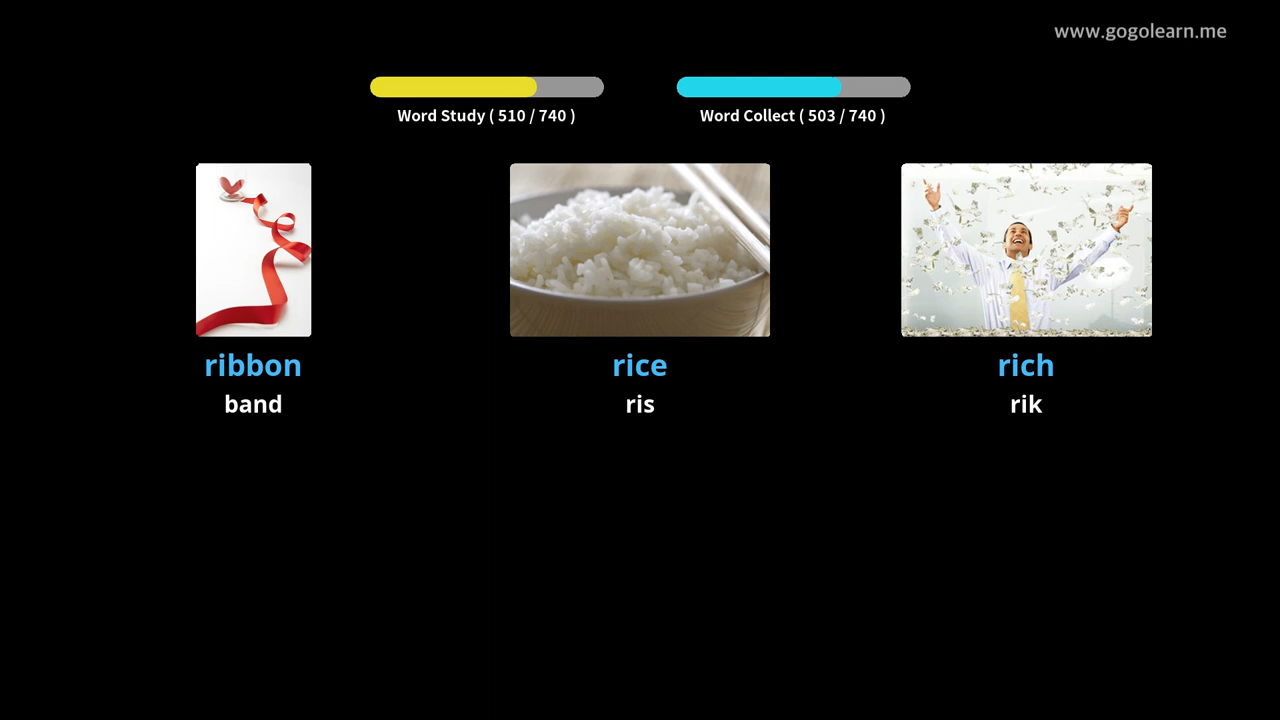 www.gogolearn.me
Word Study ( 510 / 740 )
Word Collect ( 503 / 740 )
ribbon
band
rice
ris
rich
rik